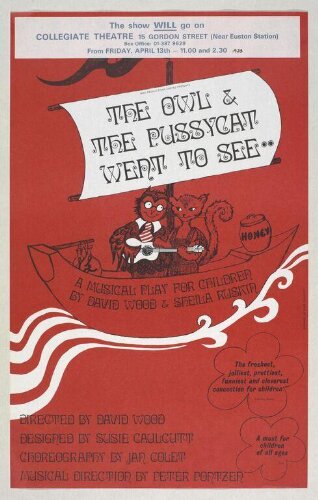 The show WILL go on
COLLEGIATE THEATRE 15 GORDON STREET (Near Euston Station)
Box Office: 01-387 9629
From FRIDAY, APRIL 13th - 11.00 and 2.30
THE OWL &
THE PUSSYCAT
WENT TO SEE...
HONEY
A MUSICAL PLAY FOR CHILDREN
BY DAVID WOOD & SHEILA RUSKIN
"The freshest,
jolliest, prettiest,
funniest and cleverest
concoction for children"
A must for
children
of all ages
DIRECTED BY DAVID WOOD
DESIGNED BY SUSIE CAULCUTT
CHOREOGRAPHY BY JAN COLET
MUSICAL DIRECTION BY PETER PONTZEN